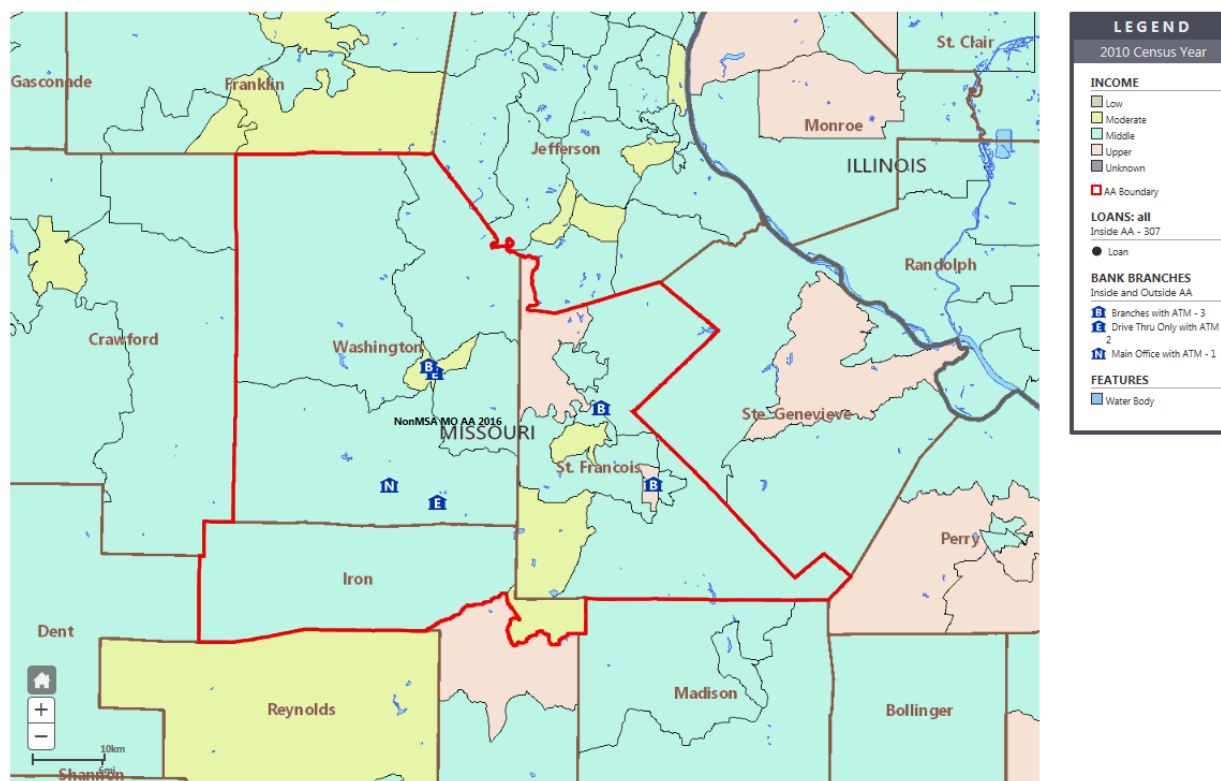 St. Clair
Gasconade
Franklin
Monroe
Jefferson
ILLINOIS
Randolph
Crawford
Washington
B
E
B
NonMSA MO AA 2016
MISSOURI
Ste. Genevieve
St. Francois
B
N
E
Perry
Iron
Dent
Madison
Reynolds
Bollinger
+
−
10km
6mi
Shannon
LEGEND
2010 Census Year
INCOME
Low
Moderate
Middle
Upper
Unknown
AA Boundary
LOANS: all
Inside AA - 307
Loan
BANK BRANCHES
Inside and Outside AA
B Branches with ATM - 3
E Drive Thru Only with ATM
2
N Main Office with ATM - 1
FEATURES
Water Body